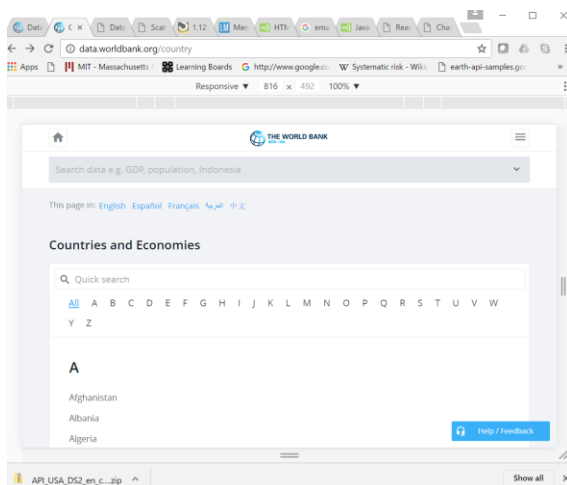 Data
C
Data
Scat
1.12
Mer
HTM
G ema
Java
Rea
Cha
data.worldbank.org/country
Apps
MIT - Massachusetts
Learning Boards
G http://www.google.co
W Systematic risk - Wiki
earth-api-samples.go
»
Responsive ▼ 816 x 492 100% ▼
THE WORLD BANK
Search data e.g. GDP, population, Indonesia
This page in: English Español Français العربية 中文
Countries and Economies
Quick search
All A B C D E F G H I J K L M N O P Q R S T U V W
Y Z
A
Afghanistan
Albania
Algeria
Help / Feedback
API_USA_DS2_en_c....zip
Show all